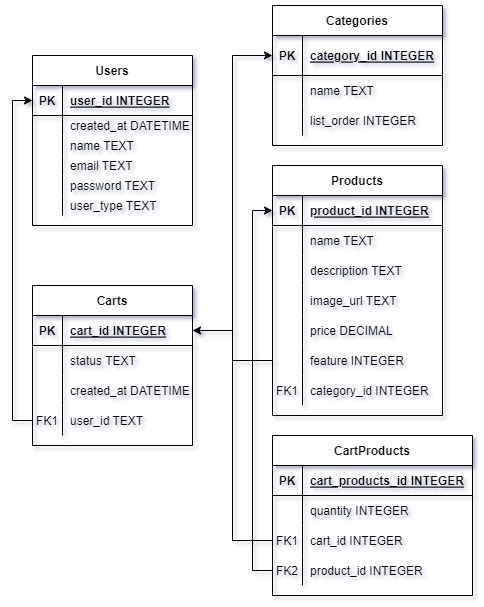 Categories
PK category_id INTEGER
name TEXT
list_order INTEGER
Users
PK user_id INTEGER
created_at DATETIME
name TEXT
email TEXT
password TEXT
user_type TEXT
Products
PK product_id INTEGER
name TEXT
description TEXT
image_url TEXT
price DECIMAL
feature INTEGER
FK1 category_id INTEGER
Carts
PK cart_id INTEGER
status TEXT
created_at DATETIME
FK1 user_id TEXT
CartProducts
PK cart_products_id INTEGER
quantity INTEGER
FK1 cart_id INTEGER
FK2 product_id INTEGER